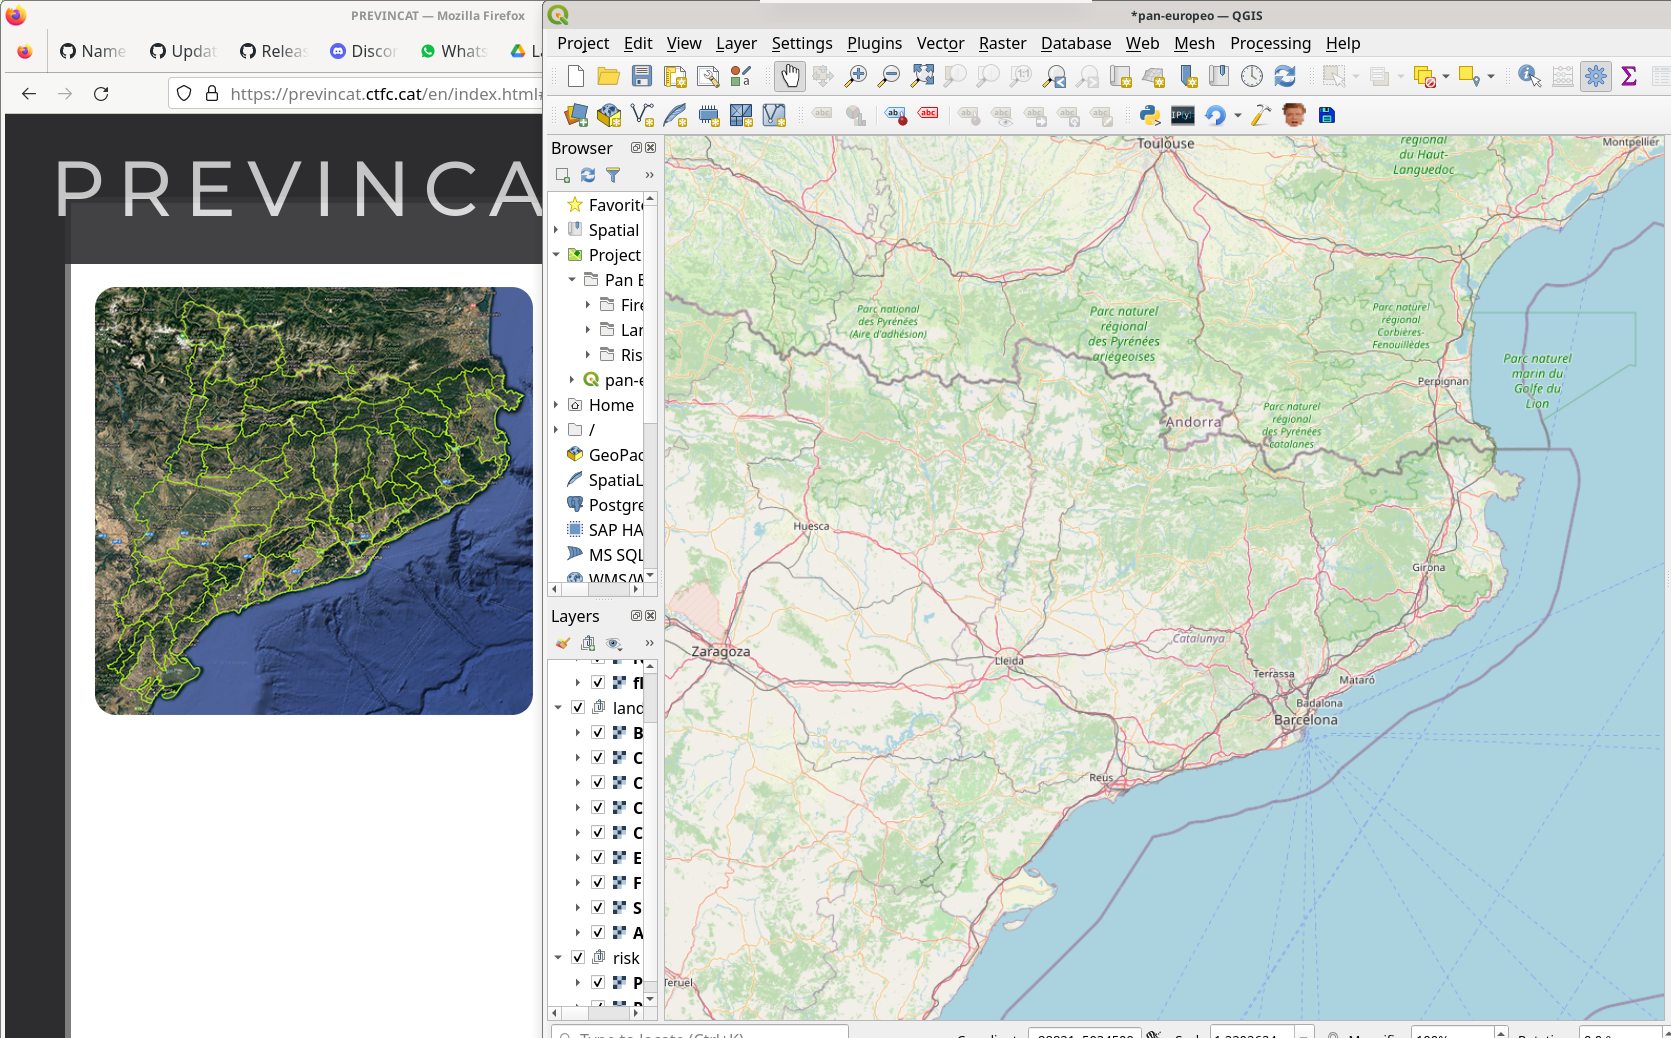 PREVINCAT — Mozilla Firefox
Name
Updat
Releas
Discor
Whats
https://previncat.ctfc.cat/en/index.html
PREVINCA
*pan-europeo — QGIS
Project Edit View Layer Settings Plugins Vector Raster Database Web Mesh Processing Help
Browser
Favorite
Spatial
Project
Pan E
Fire
Lar
Ris
pan-e
Home
/
GeoPac
SpatiaL
Postgre
SAP HA
MS SQL
WMS/W
Layers
fl
land
B
C
C
C
C
E
F
S
A
risk
P
Toulouse
Montpellier
régional
du Haut-
Languedoc
Parc national
des Pyrénées
(Aire d'adhésion)
Parc naturel
régional
des Pyrénées
ariégeoises
Parc naturel
régional
Corbières-
Fenouillèdes
Parc naturel
marin du
Golfe du
Lion
Perpignan
Andorra
Parc naturel
régional
des Pyrénées
catalanes
Huesca
Girona
Zaragoza
Catalunya
Lleida
Terrassa
Mataró
Badalona
Barcelona
Reus
Teruel
Type to locate (Ctrl+K)
100%